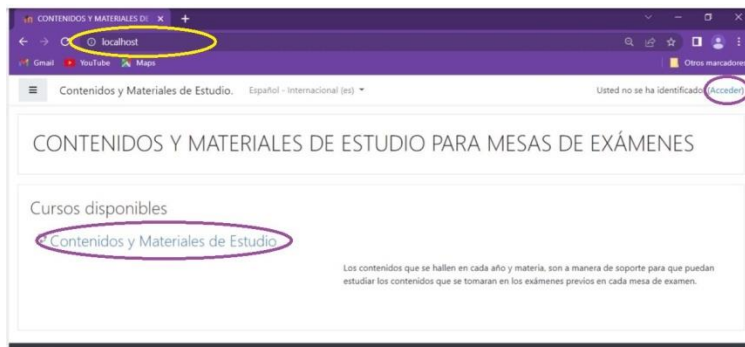 CONTENIDOS Y MATERIALES DE
localhost
Gmail YouTube Maps Otros marcadores
Contenidos y Materiales de Estudio. Español - Internacional (es) Usted no se ha identificado. (Acceder)
CONTENIDOS Y MATERIALES DE ESTUDIO PARA MESAS DE EXÁMENES
Cursos disponibles
Contenidos y Materiales de Estudio
Los contenidos que se hallen en cada año y materia, son a manera de soporte para que puedan
estudiar los contenidos que se tomaran en los exámenes previos en cada mesa de examen.